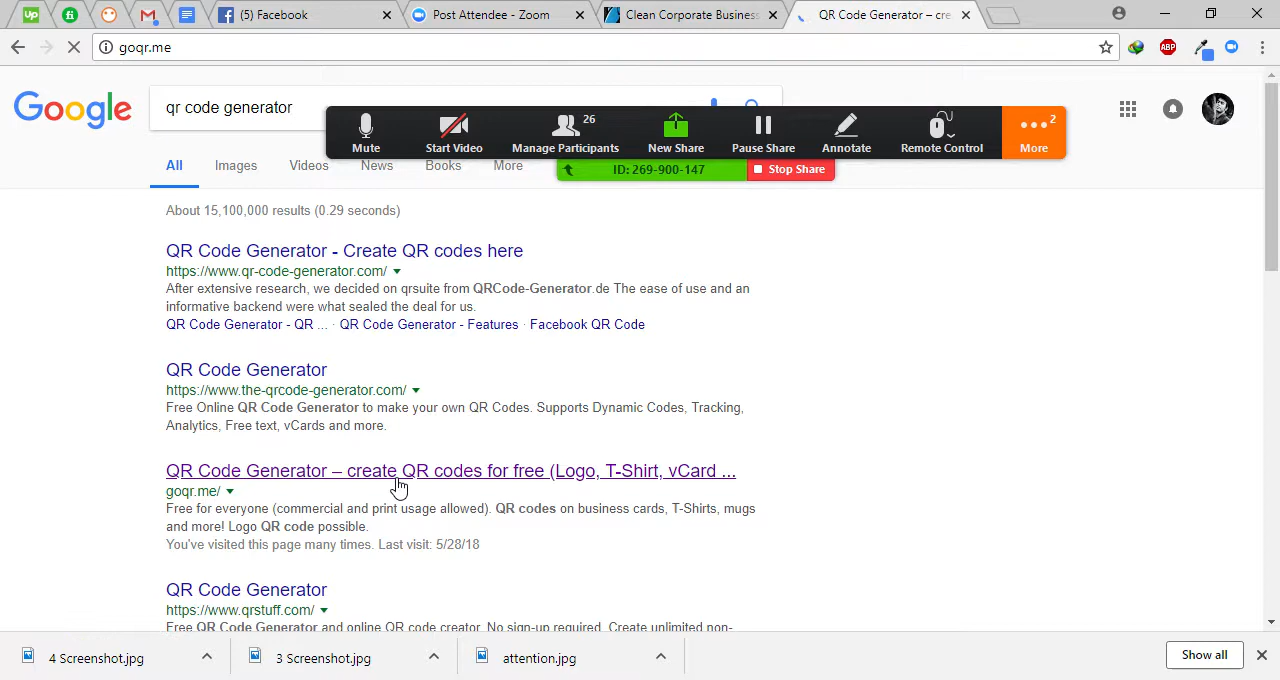 Up
fi
(5) Facebook
Post Attendee - Zoom
Clean Corporate Business
QR Code Generator – cre
goqr.me
ABP
Google
qr code generator
Mute
Start Video
26
Manage Participants
New Share
Pause Share
Annotate
Remote Control
2
More
ID: 269-900-147
Stop Share
All
Images
Videos
News
Books
More
About 15,100,000 results (0.29 seconds)
QR Code Generator - Create QR codes here
https://www.qr-code-generator.com/
After extensive research, we decided on qrsuite from QRCode-Generator.de The ease of use and an
informative backend were what sealed the deal for us.
QR Code Generator - QR ... · QR Code Generator - Features · Facebook QR Code
QR Code Generator
https://www.the-qrcode-generator.com/
Free Online QR Code Generator to make your own QR Codes. Supports Dynamic Codes, Tracking,
Analytics, Free text, vCards and more.
QR Code Generator – create QR codes for free (Logo, T-Shirt, vCard ...
goqr.me/
Free for everyone (commercial and print usage allowed). QR codes on business cards, T-Shirts, mugs
and more! Logo QR code possible.
You've visited this page many times. Last visit: 5/28/18
QR Code Generator
https://www.qrstuff.com/
Free QR Code Generator and online QR code creator. No sign-up required. Create unlimited non-
4 Screenshot.jpg
3 Screenshot.jpg
attention.jpg
Show all